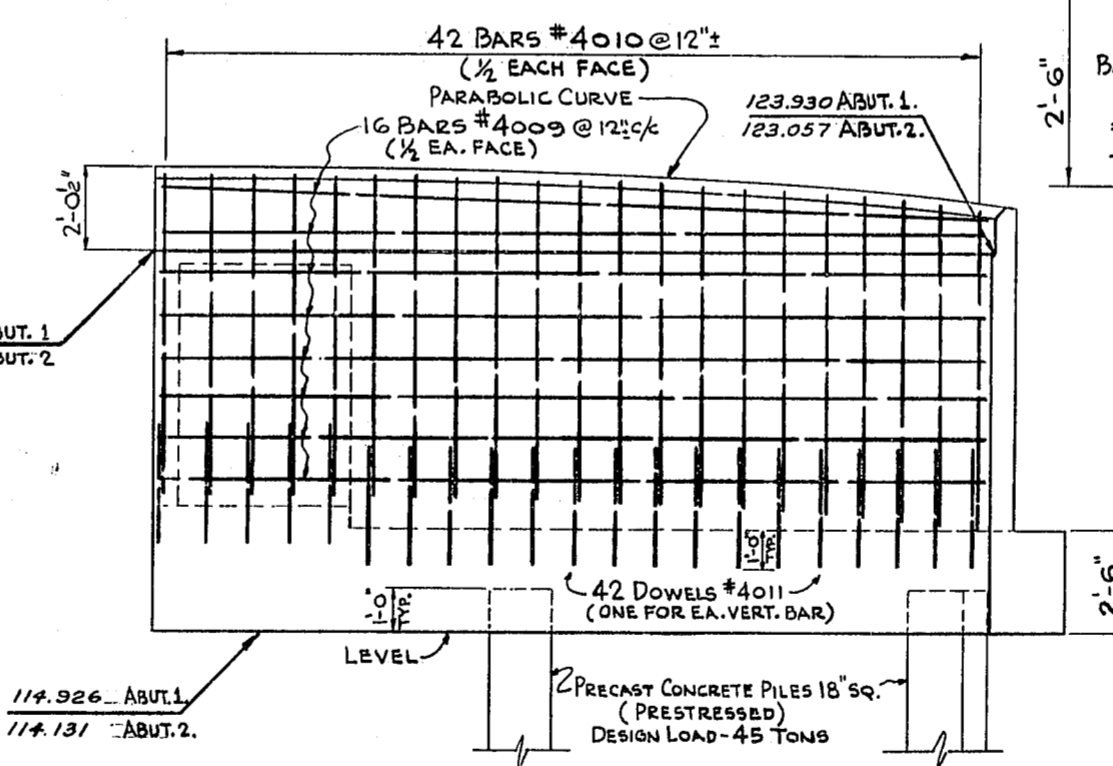 42 BARS #4010 @ 12"±
(½ EACH FACE)
PARABOLIC CURVE
16 BARS #4009 @ 12"± c/c
(½ EA. FACE)
123.930 ABUT. 1.
123.057 ABUT. 2.
2'-6"
2'-0½"
BUT. 1
BUT. 2
1'-0"
TYP.
42 DOWELS #4011
(ONE FOR EA. VERT. BAR)
1'-0"
TYP.
2'-6"
LEVEL
114.926 ABUT. 1.
114.131 ABUT. 2.
2 PRECAST CONCRETE PILES 18" SQ.
(PRESTRESSED)
DESIGN LOAD-45 TONS